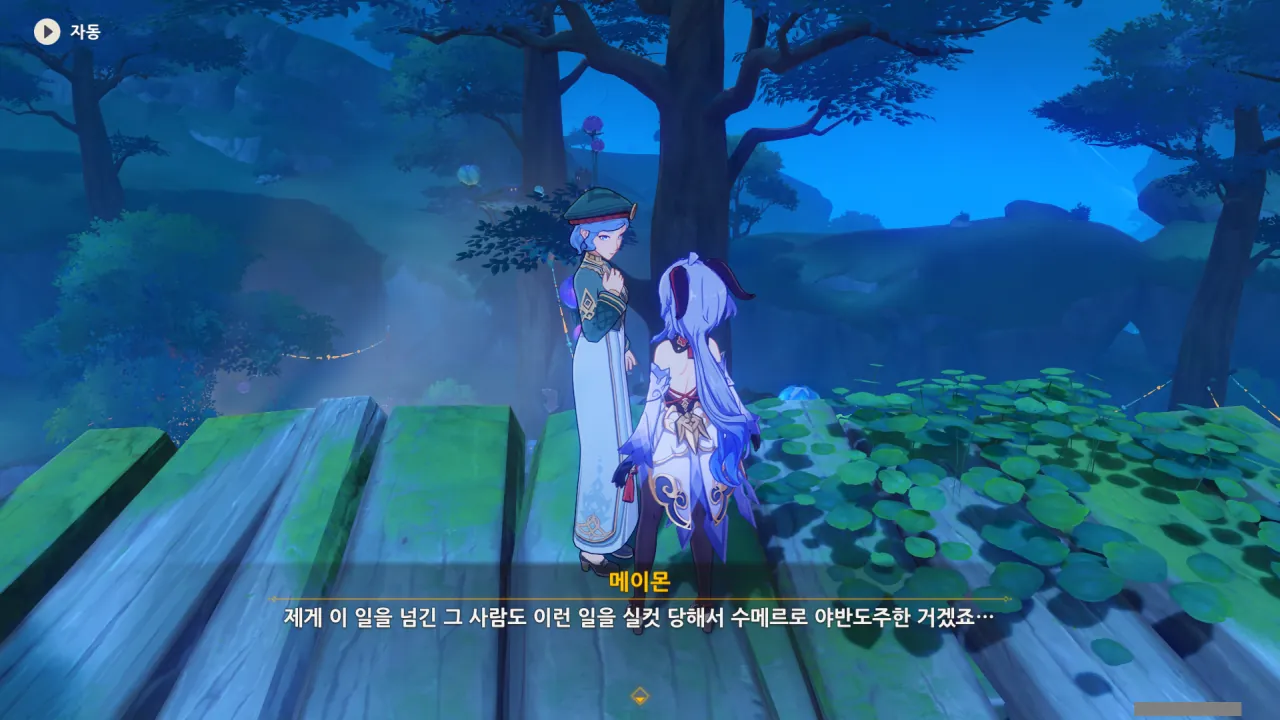 자동
메이몬
제게 이 일을 넘긴 그 사람도 이런 일을 실컷 당해서 수메르로 야반도주한 거겠죠…